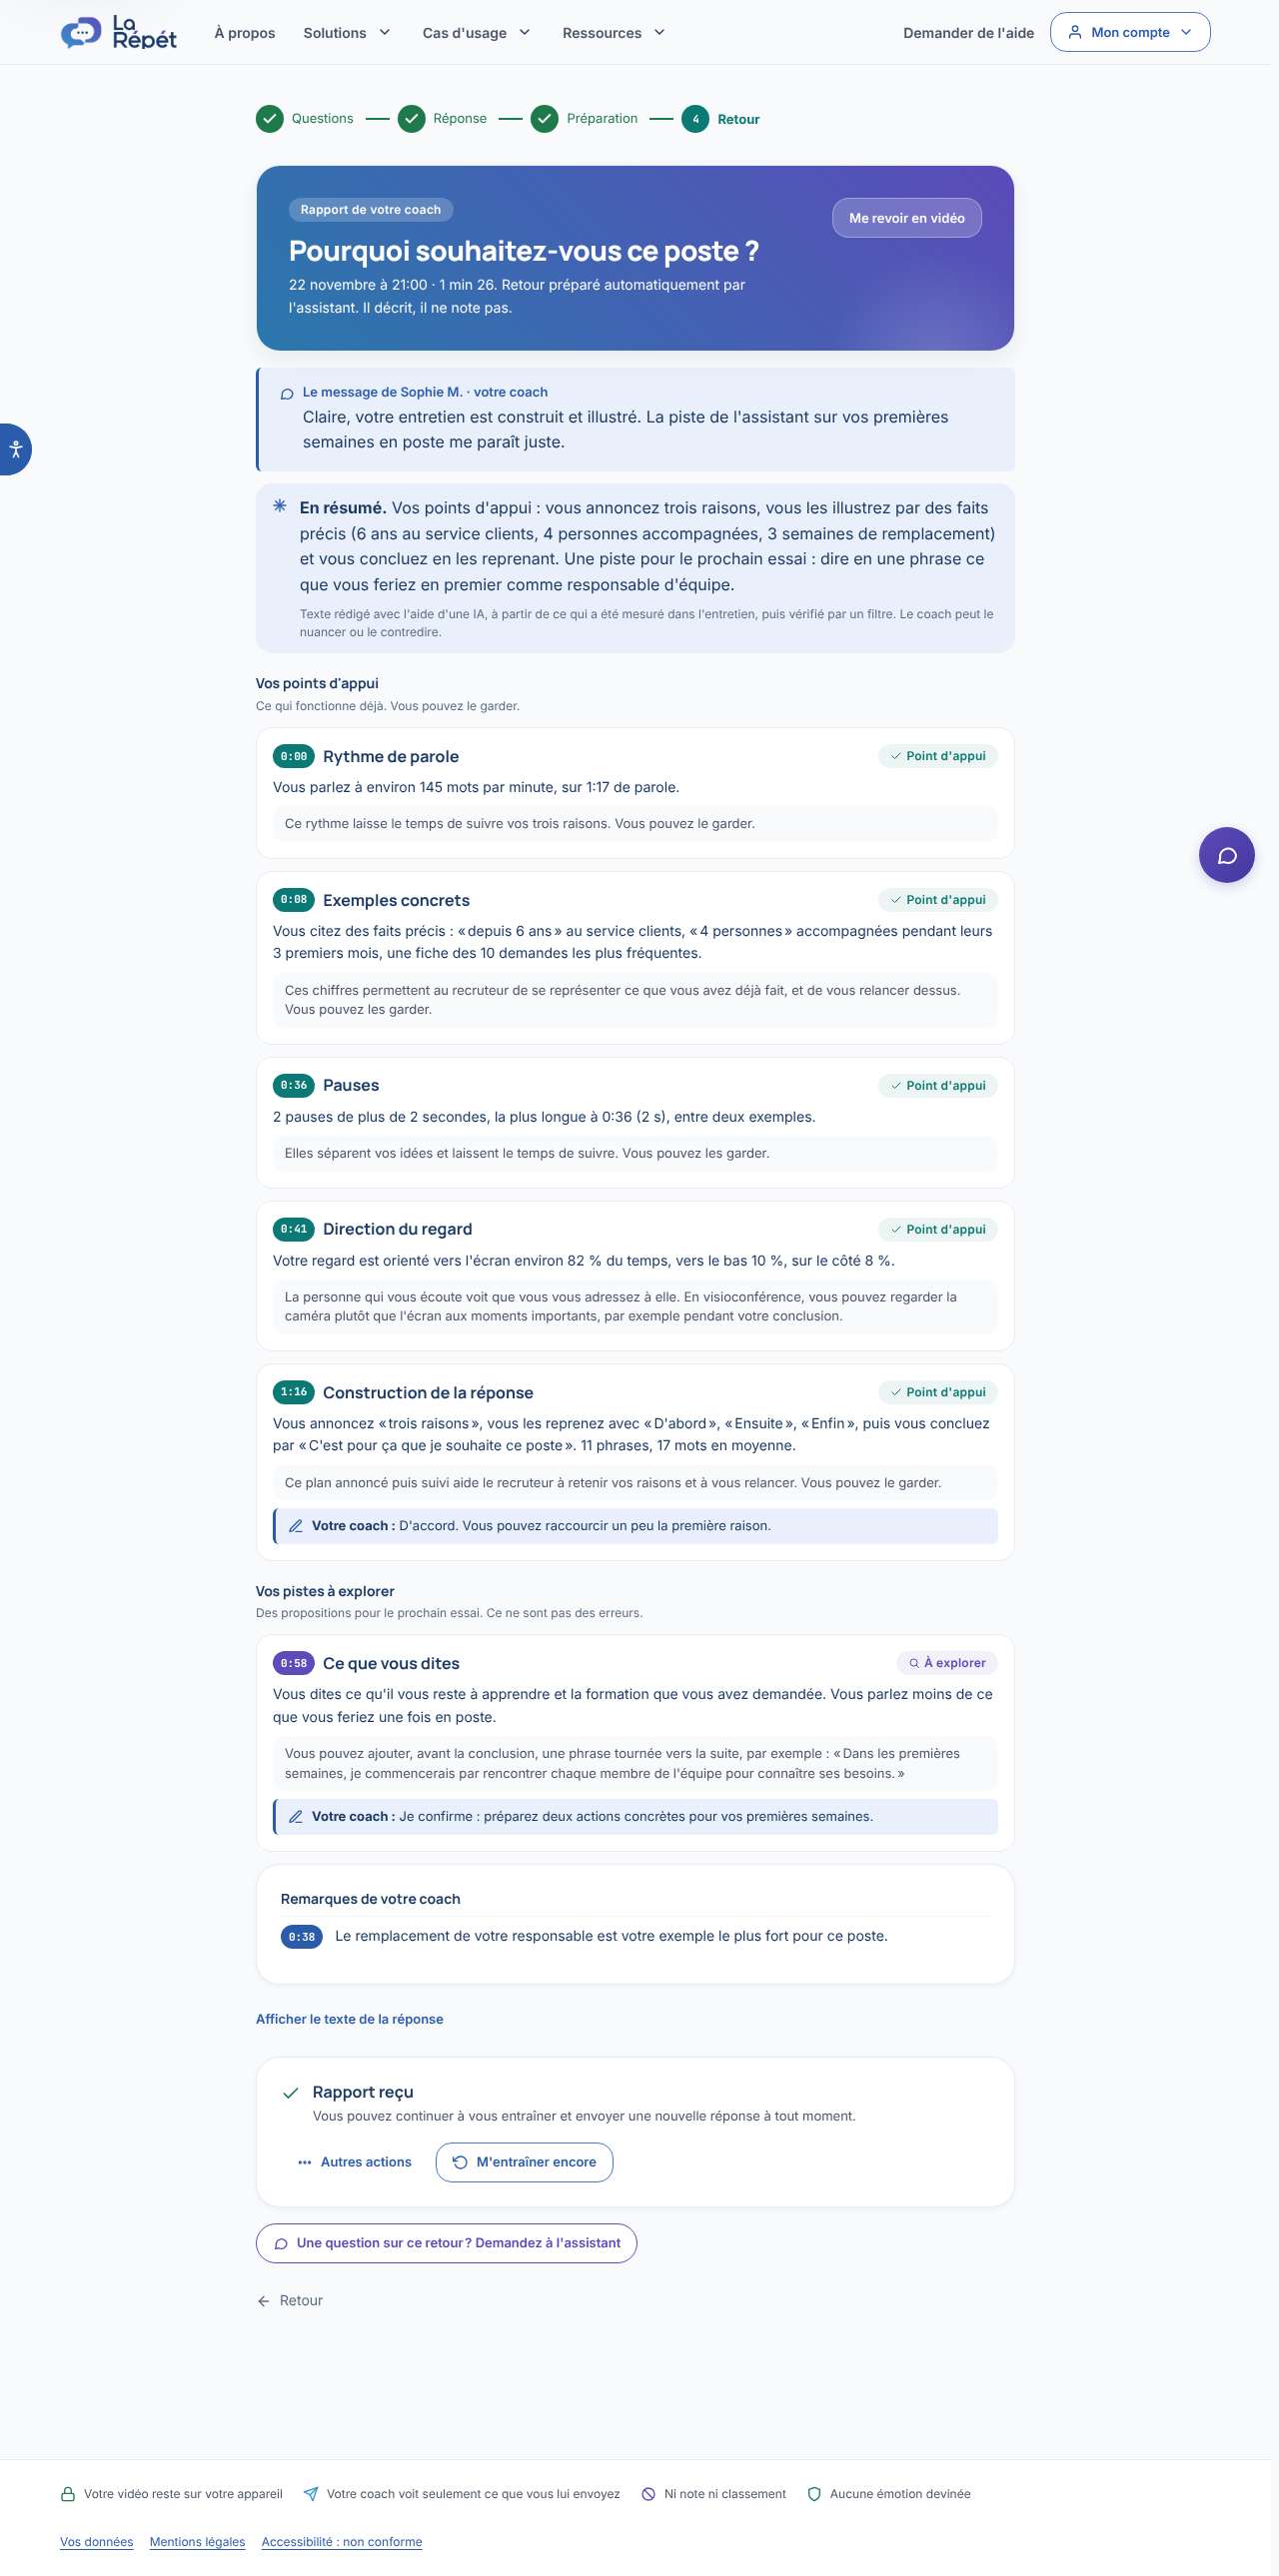 La Répét
À propos
Solutions
Cas d'usage
Ressources
Demander de l'aide
Mon compte
Questions
Réponse
Préparation
4
Retour
Rapport de votre coach
Me revoir en vidéo
Pourquoi souhaitez-vous ce poste ?
22 novembre à 21:00 · 1 min 26. Retour préparé automatiquement par
l'assistant. Il décrit, il ne note pas.
Le message de Sophie M. · votre coach
Claire, votre entretien est construit et illustré. La piste de l'assistant sur vos premières
semaines en poste me paraît juste.
En résumé. Vos points d'appui : vous annoncez trois raisons, vous les illustrez par des faits
précis (6 ans au service clients, 4 personnes accompagnées, 3 semaines de remplacement)
et vous concluez en les reprenant. Une piste pour le prochain essai : dire en une phrase ce
que vous feriez en premier comme responsable d'équipe.
Texte rédigé avec l'aide d'une IA, à partir de ce qui a été mesuré dans l'entretien, puis vérifié par un filtre. Le coach peut le
nuancer ou le contredire.
Vos points d'appui
Ce qui fonctionne déjà. Vous pouvez le garder.
0:00 Rythme de parole
Point d'appui
Vous parlez à environ 145 mots par minute, sur 1:17 de parole.
Ce rythme laisse le temps de suivre vos trois raisons. Vous pouvez le garder.
0:08 Exemples concrets
Point d'appui
Vous citez des faits précis : « depuis 6 ans » au service clients, « 4 personnes » accompagnées pendant leurs
3 premiers mois, une fiche des 10 demandes les plus fréquentes.
Ces chiffres permettent au recruteur de se représenter ce que vous avez déjà fait, et de vous relancer dessus.
Vous pouvez les garder.
0:36 Pauses
Point d'appui
2 pauses de plus de 2 secondes, la plus longue à 0:36 (2 s), entre deux exemples.
Elles séparent vos idées et laissent le temps de suivre. Vous pouvez les garder.
0:41 Direction du regard
Point d'appui
Votre regard est orienté vers l'écran environ 82 % du temps, vers le bas 10 %, sur le côté 8 %.
La personne qui vous écoute voit que vous vous adressez à elle. En visioconférence, vous pouvez regarder la
caméra plutôt que l'écran aux moments importants, par exemple pendant votre conclusion.
1:16 Construction de la réponse
Point d'appui
Vous annoncez « trois raisons », vous les reprenez avec « D'abord », « Ensuite », « Enfin », puis vous concluez
par « C'est pour ça que je souhaite ce poste ». 11 phrases, 17 mots en moyenne.
Ce plan annoncé puis suivi aide le recruteur à retenir vos raisons et à vous relancer. Vous pouvez le garder.
Votre coach : D'accord. Vous pouvez raccourcir un peu la première raison.
Vos pistes à explorer
Des propositions pour le prochain essai. Ce ne sont pas des erreurs.
0:58 Ce que vous dites
À explorer
Vous dites ce qu'il vous reste à apprendre et la formation que vous avez demandée. Vous parlez moins de ce
que vous feriez une fois en poste.
Vous pouvez ajouter, avant la conclusion, une phrase tournée vers la suite, par exemple : « Dans les premières
semaines, je commencerais par rencontrer chaque membre de l'équipe pour connaître ses besoins. »
Votre coach : Je confirme : préparez deux actions concrètes pour vos premières semaines.
Remarques de votre coach
0:38 Le remplacement de votre responsable est votre exemple le plus fort pour ce poste.
Afficher le texte de la réponse
Rapport reçu
Vous pouvez continuer à vous entraîner et envoyer une nouvelle réponse à tout moment.
Autres actions
M'entraîner encore
Une question sur ce retour ? Demandez à l'assistant
Retour
Votre vidéo reste sur votre appareil
Votre coach voit seulement ce que vous lui envoyez
Ni note ni classement
Aucune émotion devinée
Vos données
Mentions légales
Accessibilité : non conforme